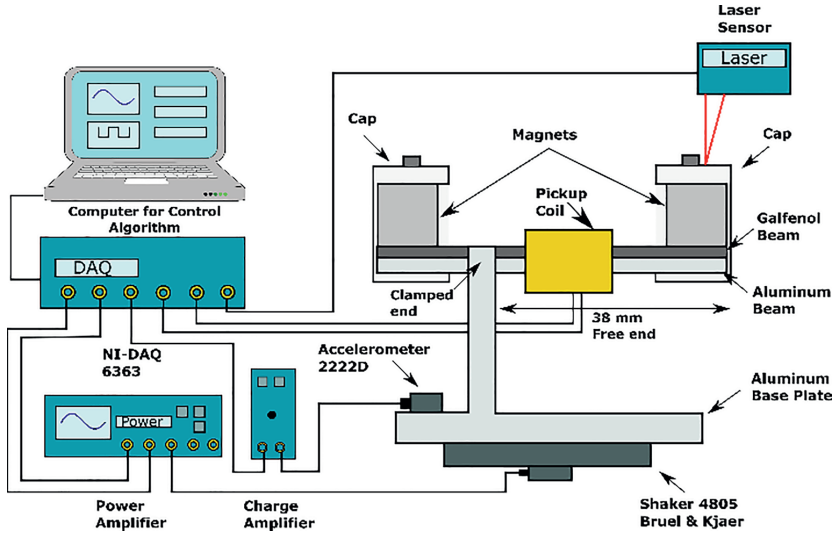 Laser
Sensor
Laser
Cap
Magnets
Cap
Pickup
Coil
Computer for Control
Algorithm
Galfenol
Beam
DAQ
Clamped
end
Aluminum
Beam
38 mm
Free end
NI-DAQ
6363
Accelerometer
2222D
Aluminum
Base Plate
Power
Power
Amplifier
Charge
Amplifier
Shaker 4805
Bruel & Kjaer